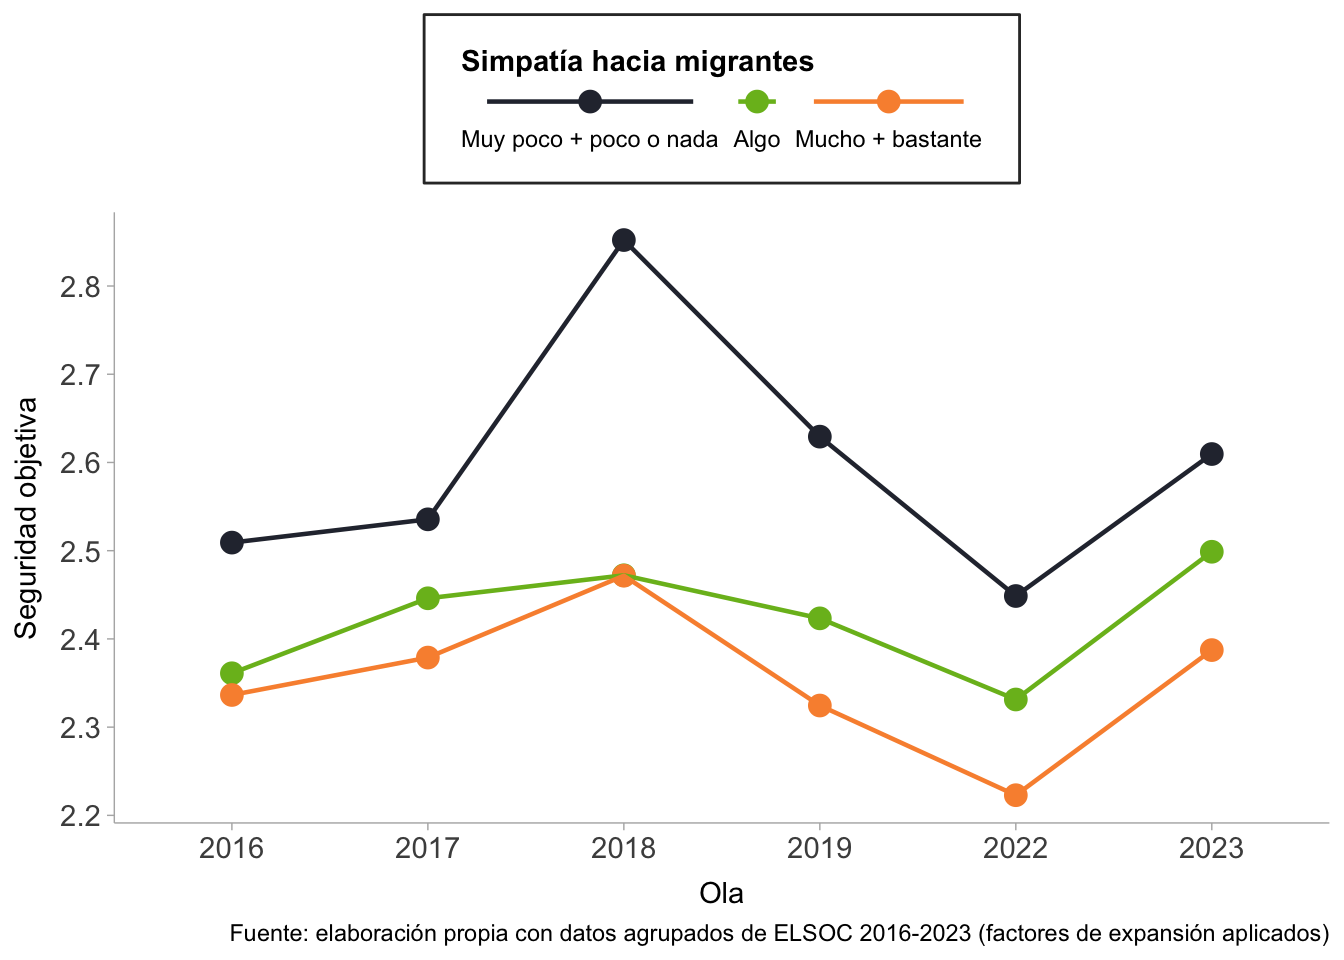 Simpatía hacia migrantes
Muy poco + poco o nada Algo Mucho + bastante
Seguridad objetiva
2.8
2.7
2.6
2.5
2.4
2.3
2.2
2016 2017 2018 2019 2022 2023
Ola
Fuente: elaboración propia con datos agrupados de ELSOC 2016-2023 (factores de expansión aplicados)